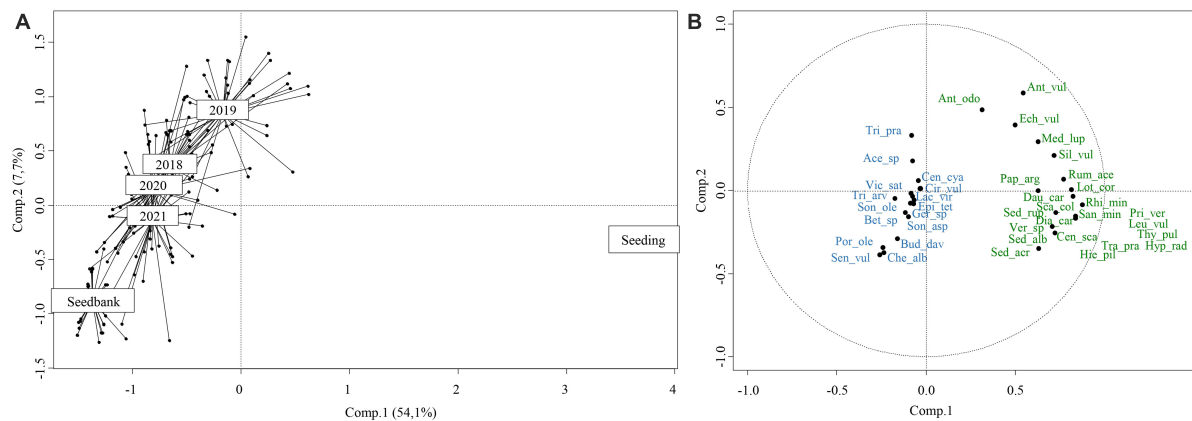 A
1.5
1.0
0.5
0.0
-0.5
-1.0
-1.5
2019
2018
2020
2021
Seedbank
Seeding
-1
0
1
2
3
4
Comp.1 (54,1%)
Comp.2 (7,7%)
B
1.0
0.5
0.0
-0.5
-1.0
Ant_vul
Ant_odo
Ech_vul
Tri_pra
Med_lup
Ace_sp
Sil_vul
Cen_cya
Rum_ace
Vic_sat
Cir_vul
Pap_arg
Lot_cor
Tri_arv
Lac_vir
Dau_car
Rhi_min
Son_ole
Epi_tet
Sca_col
Ger_sp
Sed_rup
San_min
Pri_ver
Bet_sp
Son_asp
Dia_car
Leu_vul
Ver_sp
Cen_sca
Thy_pul
Por_ole
Bud_dav
Sed_alb
Tra_pra
Hyp_rad
Sen_vul
Che_alb
Sed_acr
Hie_pil
-1.0
-0.5
0.0
0.5
Comp.1
Comp.2